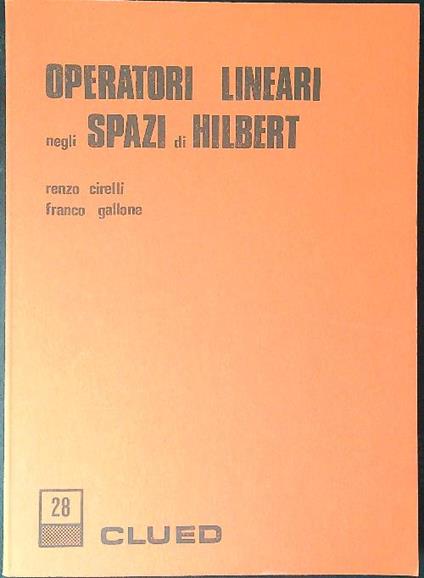 OPERATORI LINEARI
negli SPAZI di HILBERT
renzo cirelli
franco gallone
28
CLUED